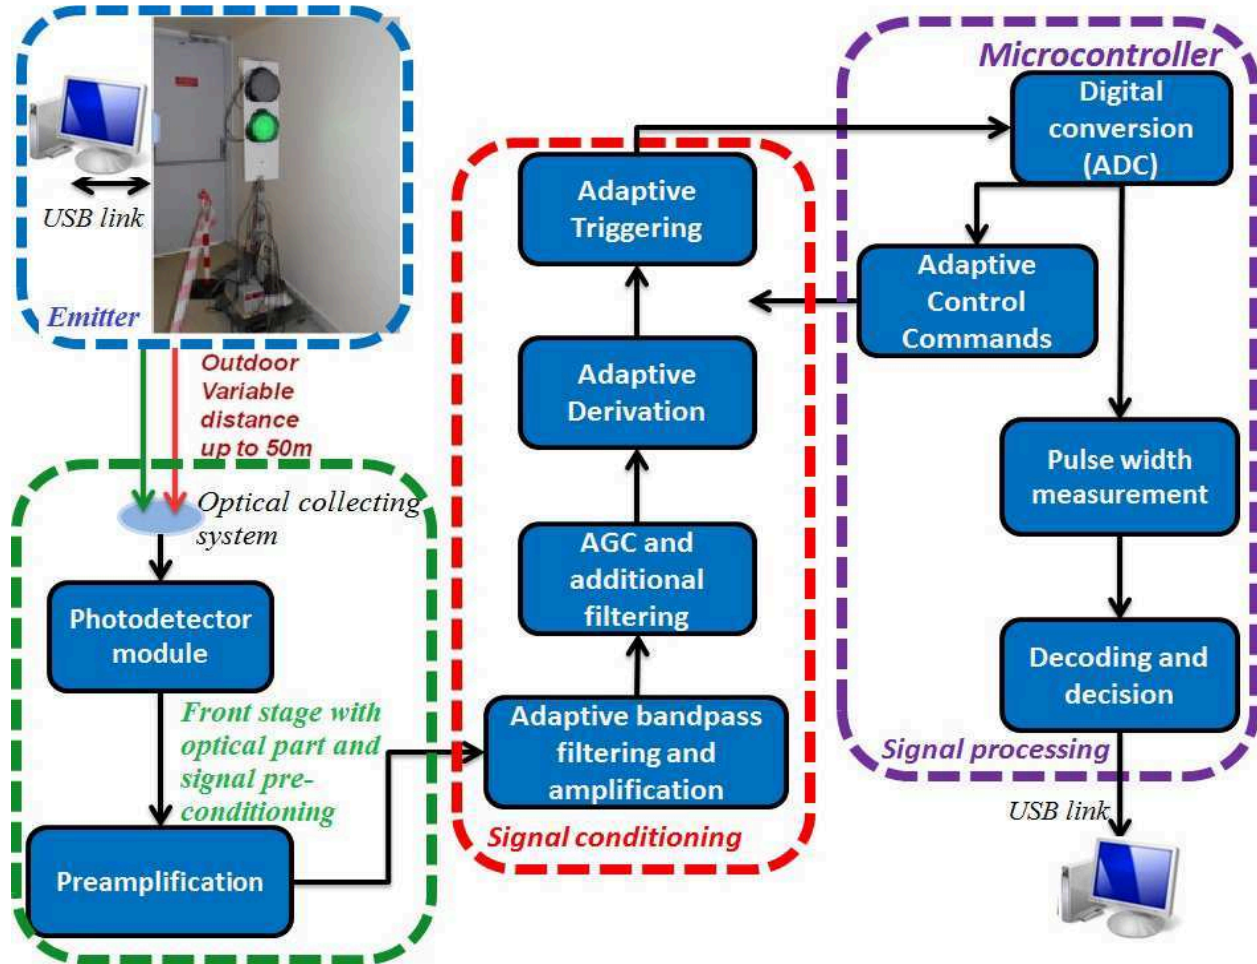 USB link
Emitter
Outdoor
Variable
distance
up to 50m
Optical collecting
system
Photodetector
module
Front stage with
optical part and
signal pre-
conditioning
Preamplification
Adaptive
Triggering
Adaptive
Derivation
AGC and
additional
filtering
Adaptive bandpass
filtering and
amplification
Signal conditioning
Microcontroller
Digital
conversion
(ADC)
Adaptive
Control
Commands
Pulse width
measurement
Decoding and
decision
Signal processing
USB link